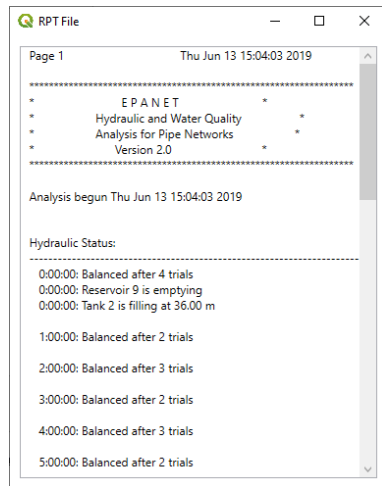 RPT File
Page 1 Thu Jun 13 15:04:03 2019
******************************************************************
* E P A N E T *
* Hydraulic and Water Quality *
* Analysis for Pipe Networks *
* Version 2.0 *
******************************************************************
Analysis begun Thu Jun 13 15:04:03 2019
Hydraulic Status:
-----------------------------------------------------------------------
0:00:00: Balanced after 4 trials
0:00:00: Reservoir 9 is emptying
0:00:00: Tank 2 is filling at 36.00 m
1:00:00: Balanced after 2 trials
2:00:00: Balanced after 3 trials
3:00:00: Balanced after 2 trials
4:00:00: Balanced after 3 trials
5:00:00: Balanced after 2 trials